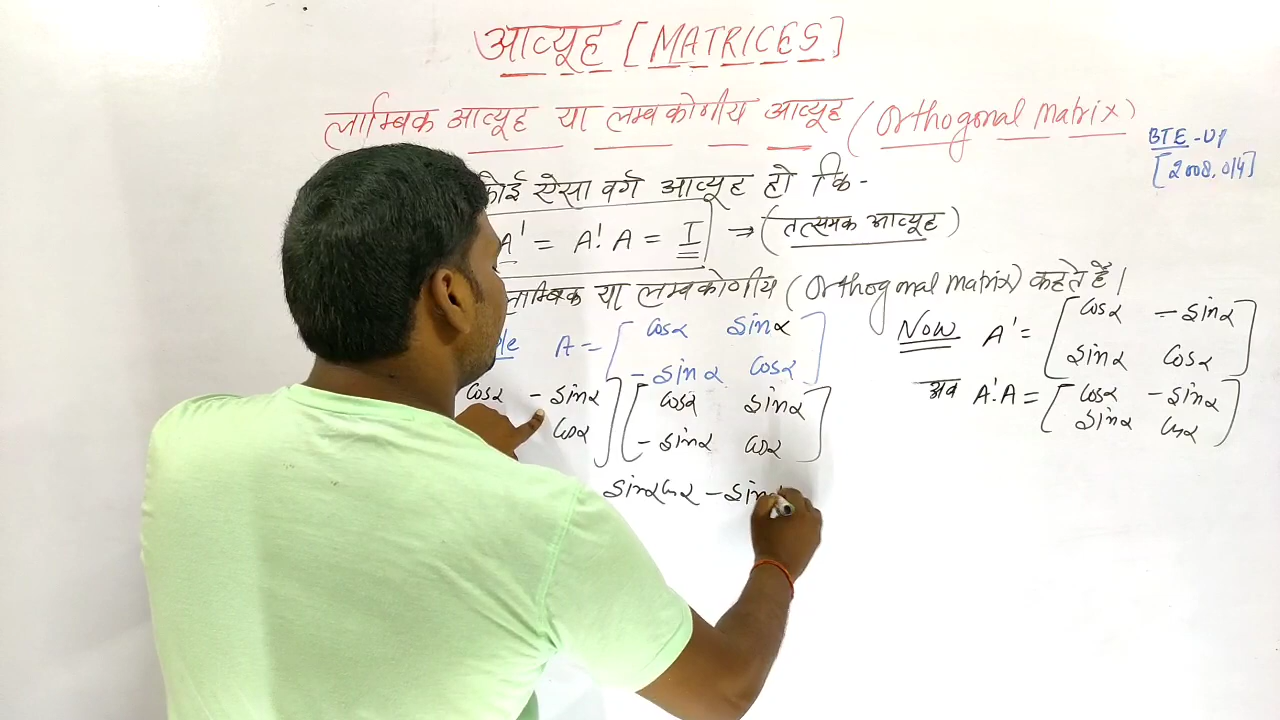 आव्यूह [MATRICES]
लाम्बिक आव्यूह या लम्बकोणीय आव्यूह (Orthogonal Matrix)
BTE-UP
[2008, 014]
कोई ऐसा वर्ग आव्यूह हो कि -
A' = A'. A = I → (तत्समक आव्यूह)
लाम्बिक या लम्बकोणीय (Orthogonal Matrix) कहते हैं।
A = [cosα sinα
-sinα cosα]
Now A' = [cosα -sinα
sinα cosα]
cosα -sinα] [cosα sinα
cosα] -sinα cosα]
अब A'.A = [cosα -sinα
sinα cosα]
sinαcosα - sin